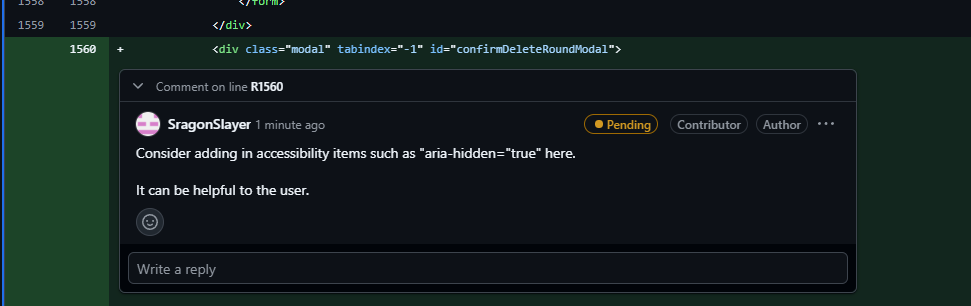 1558 1558 </form>
1559 1559 </div>
1560 + <div class="modal" tabindex="-1" id="confirmDeleteRoundModal">
Comment on line R1560
SragonSlayer 1 minute ago Pending Contributor Author
Consider adding in accessibility items such as "aria-hidden="true" here.
It can be helpful to the user.
Write a reply